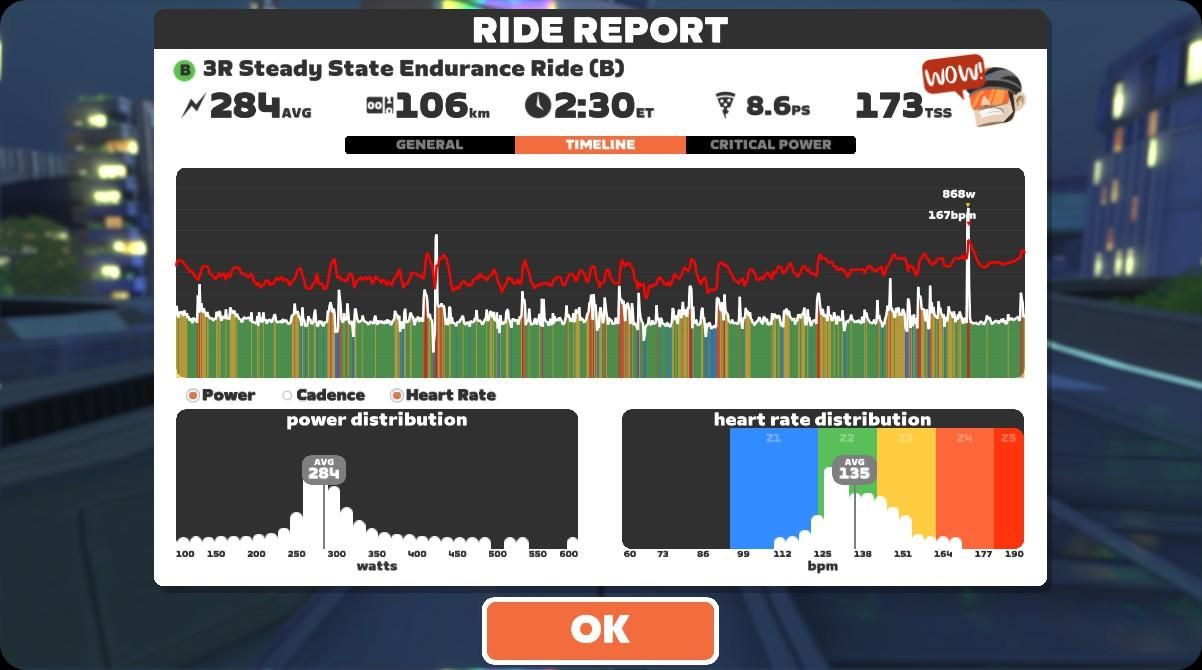 RIDE REPORT
B 3R Steady State Endurance Ride (B)
WOW!
284AVG 106km 2:30ET 8.6PS 173TSS
GENERAL TIMELINE CRITICAL POWER
868w
167bpm
Power Cadence Heart Rate
power distribution
AVG
284
100 150 200 250 300 350 400 450 500 550 600
watts
heart rate distribution
Z1 Z2 Z3 Z4 Z5
AVG
135
60 73 86 99 112 125 138 151 164 177 190
bpm
OK